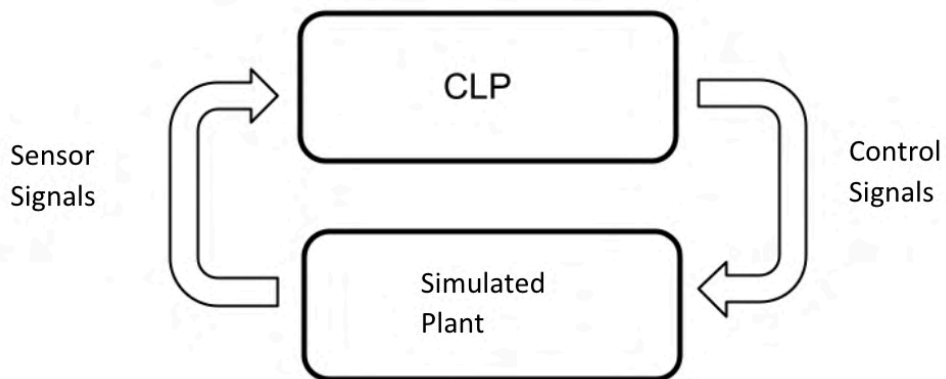 CLP
Sensor
Signals
Control
Signals
Simulated
Plant